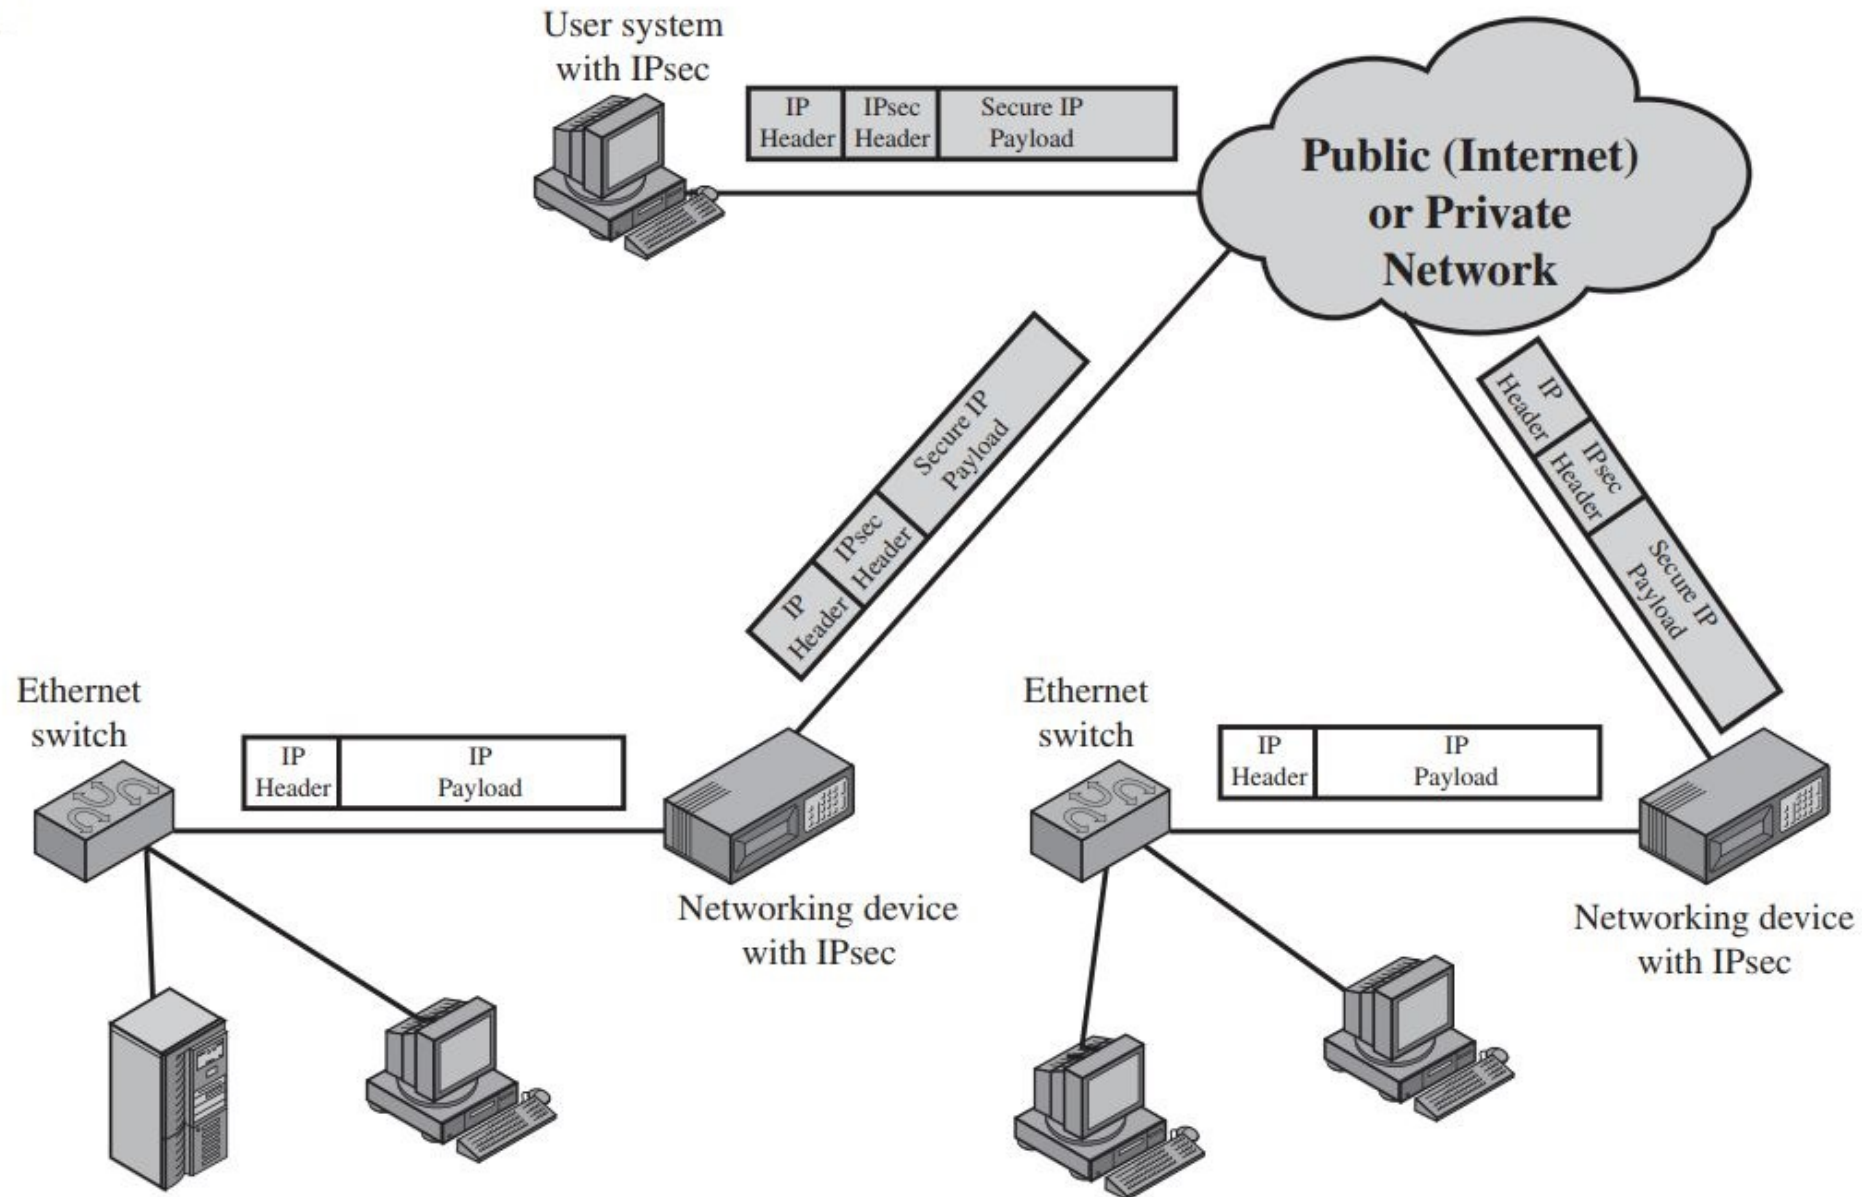 User system
with IPsec
IP
Header
IPsec
Header
Secure IP
Payload
Public (Internet)
or Private
Network
IP
Header
IPsec
Header
Secure IP
Payload
IP
Header
IPsec
Header
Secure IP
Payload
Ethernet
switch
IP
Header
IP
Payload
Networking device
with IPsec
Ethernet
switch
IP
Header
IP
Payload
Networking device
with IPsec